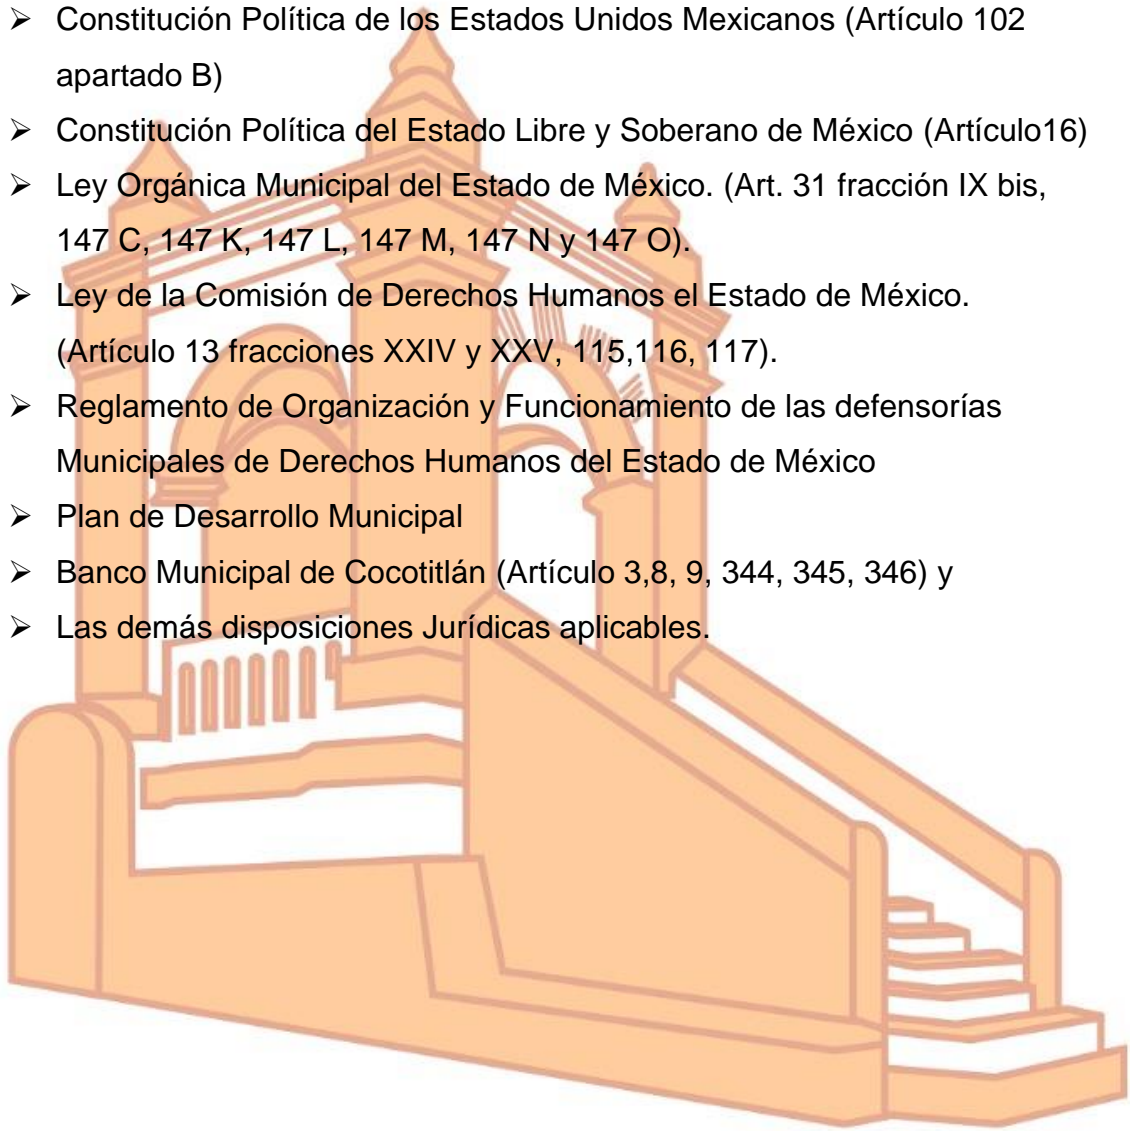 ➢ Constitución Política de los Estados Unidos Mexicanos (Artículo 102
apartado B)
➢ Constitución Política del Estado Libre y Soberano de México (Artículo16)
➢ Ley Orgánica Municipal del Estado de México. (Art. 31 fracción IX bis,
147 C, 147 K, 147 L, 147 M, 147 N y 147 O).
➢ Ley de la Comisión de Derechos Humanos el Estado de México.
(Artículo 13 fracciones XXIV y XXV, 115,116, 117).
➢ Reglamento de Organización y Funcionamiento de las defensorías
Municipales de Derechos Humanos del Estado de México
➢ Plan de Desarrollo Municipal
➢ Banco Municipal de Cocotitlán (Artículo 3,8, 9, 344, 345, 346) y
➢ Las demás disposiciones Jurídicas aplicables.